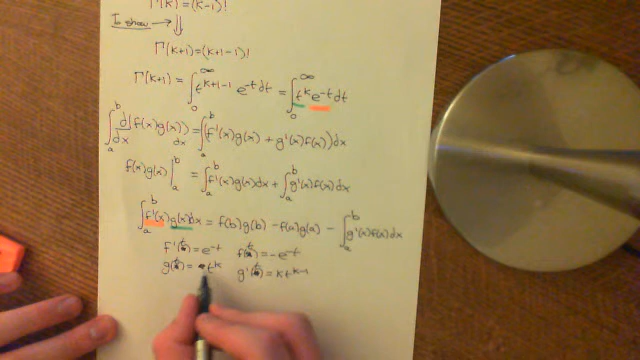 Γ(k)=(k-1)!
To show → ⇓
Γ(k+1)=(k+1-1)!
Γ(k+1)=∫₀^∞ t^(k+1-1) e^(-t) dt = ∫₀^∞ t^k e^(-t) dt
∫ₐᵇ d/dx (f(x)g(x)) dx = ∫ₐᵇ (f'(x)g(x) + g'(x)f(x)) dx
f(x)g(x) |ₐᵇ = ∫ₐᵇ f'(x)g(x)dx + ∫ₐᵇ g'(x)f(x)dx
∫ₐᵇ f'(x)g(x)dx = f(b)g(b) - f(a)g(a) - ∫ₐᵇ g'(x)f(x)dx
f'(t)=e^(-t) f(t)=-e^(-t)
g(t)= t^k g'(t)=kt^(k-1)